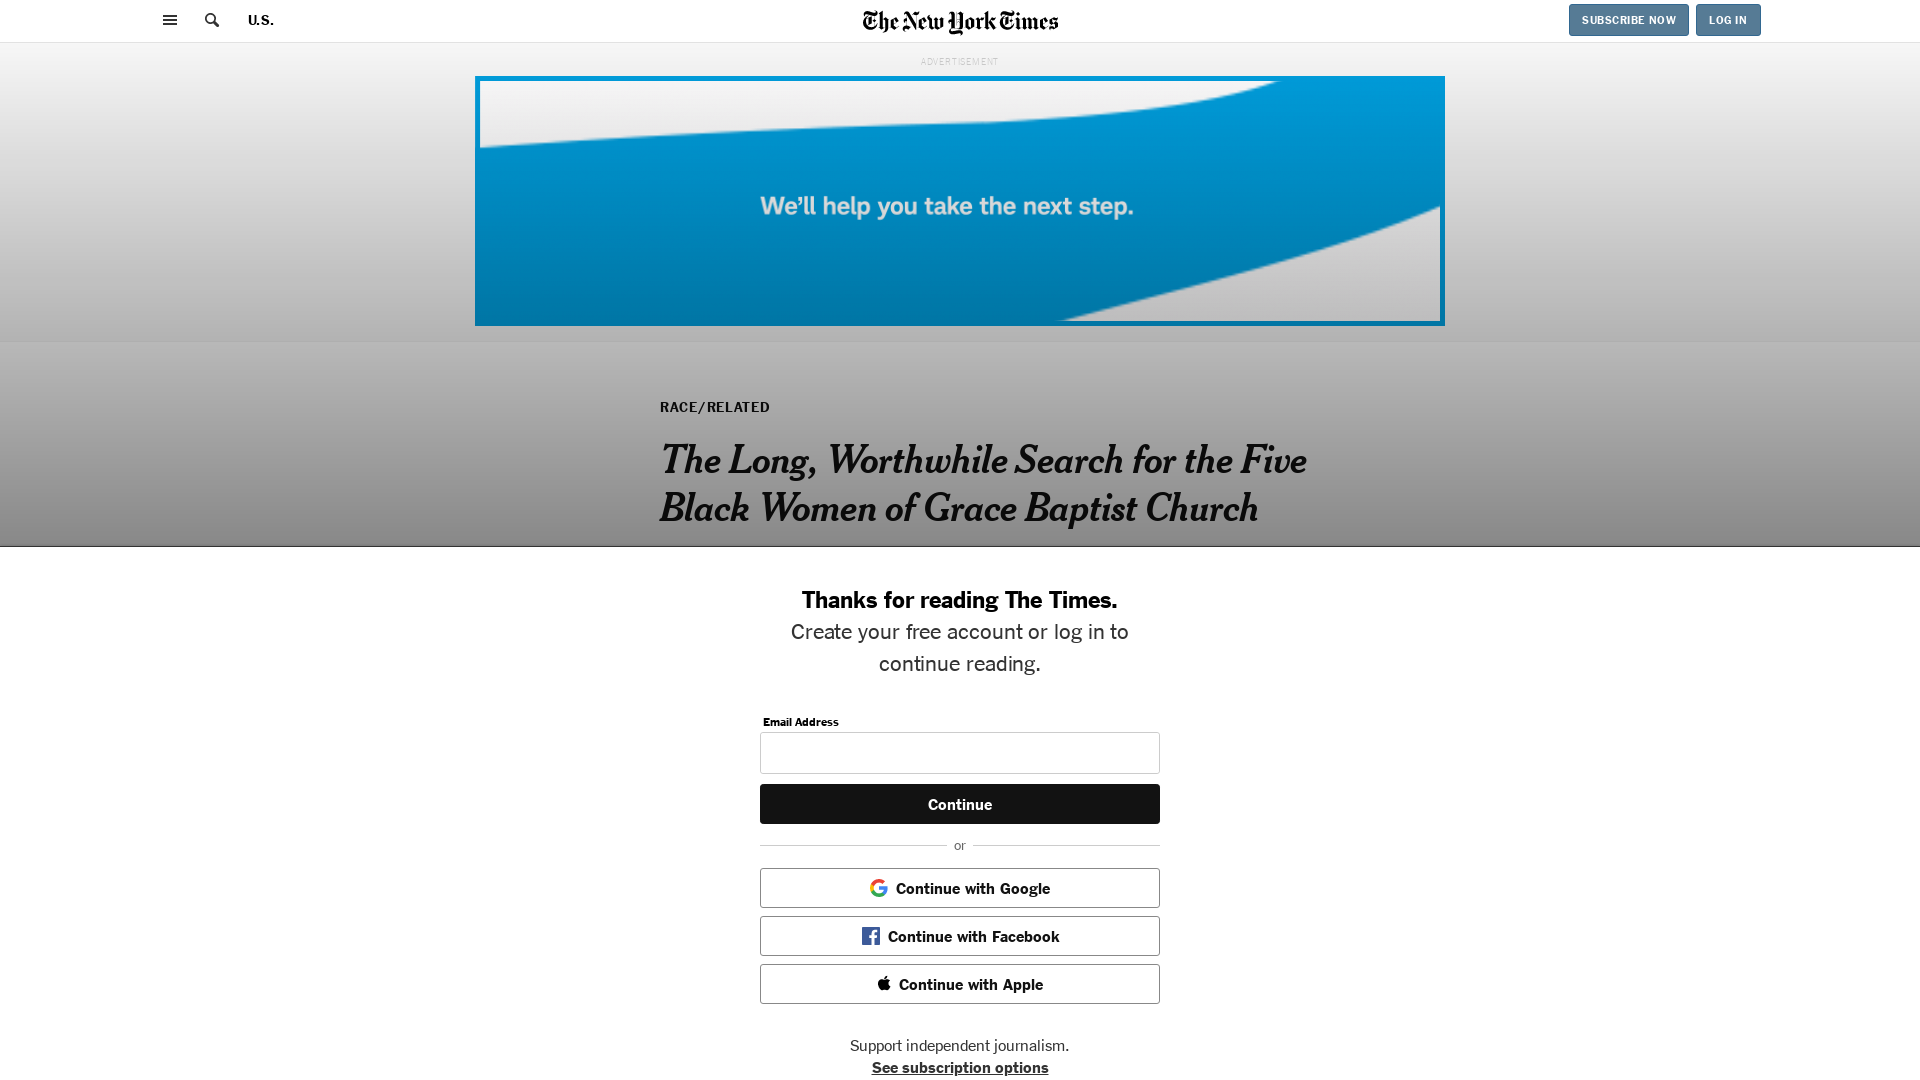 U.S.
The New York Times
SUBSCRIBE NOW
LOG IN
ADVERTISEMENT
We'll help you take the next step.
RACE/RELATED
The Long, Worthwhile Search for the Five
Black Women of Grace Baptist Church
Thanks for reading The Times.
Create your free account or log in to
continue reading.
Email Address
Continue
or
Continue with Google
Continue with Facebook
Continue with Apple
Support independent journalism.
See subscription options